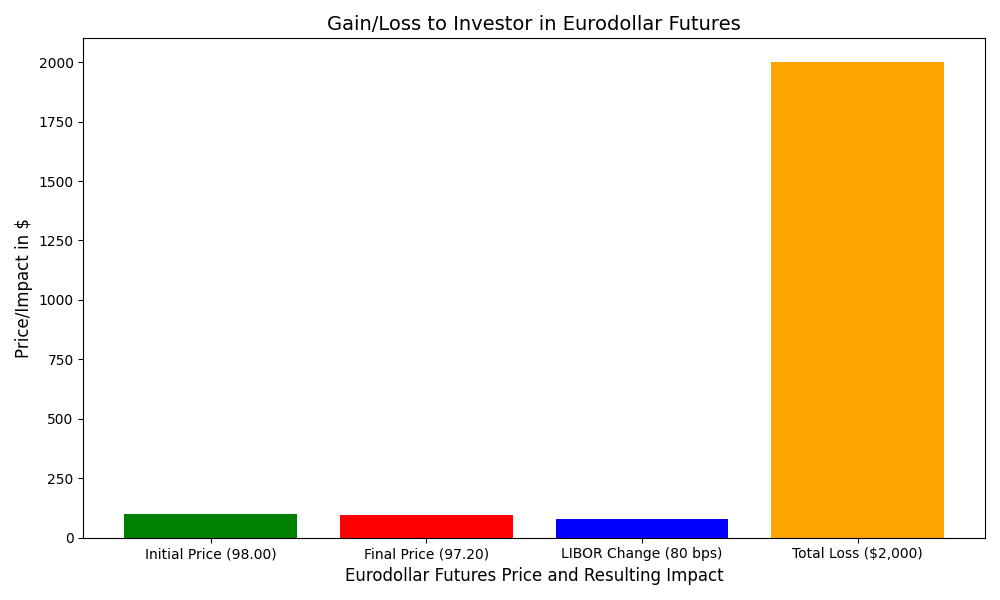 Gain/Loss to Investor in Eurodollar Futures
Price/Impact in $
2000
1750
1500
1250
1000
750
500
250
0
Initial Price (98.00)
Final Price (97.20)
LIBOR Change (80 bps)
Total Loss ($2,000)
Eurodollar Futures Price and Resulting Impact